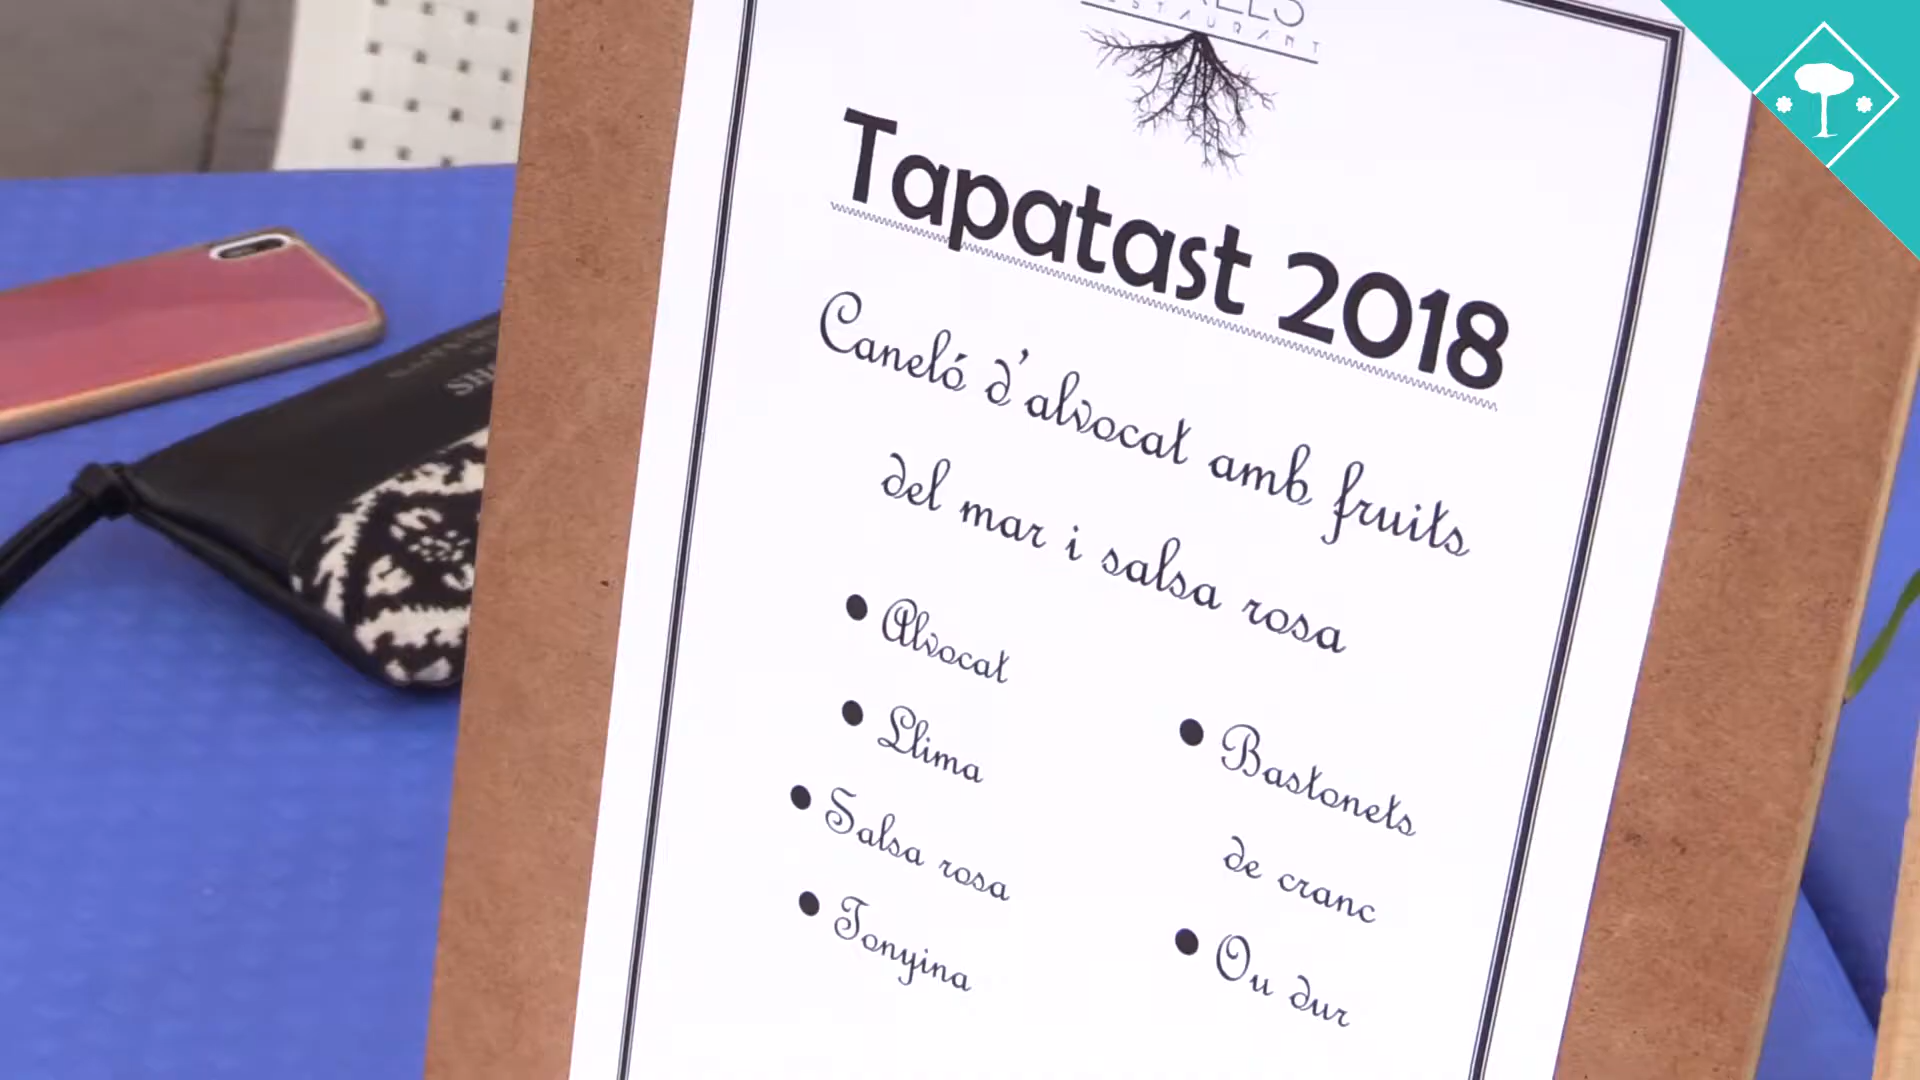 Tapatast 2018
Caneló d'alvocat amb fruits
del mar i salsa rosa
• Alvocat
• Llima
• Salsa rosa
• Tonyina
• Bastonets
de cranc
• Ou dur